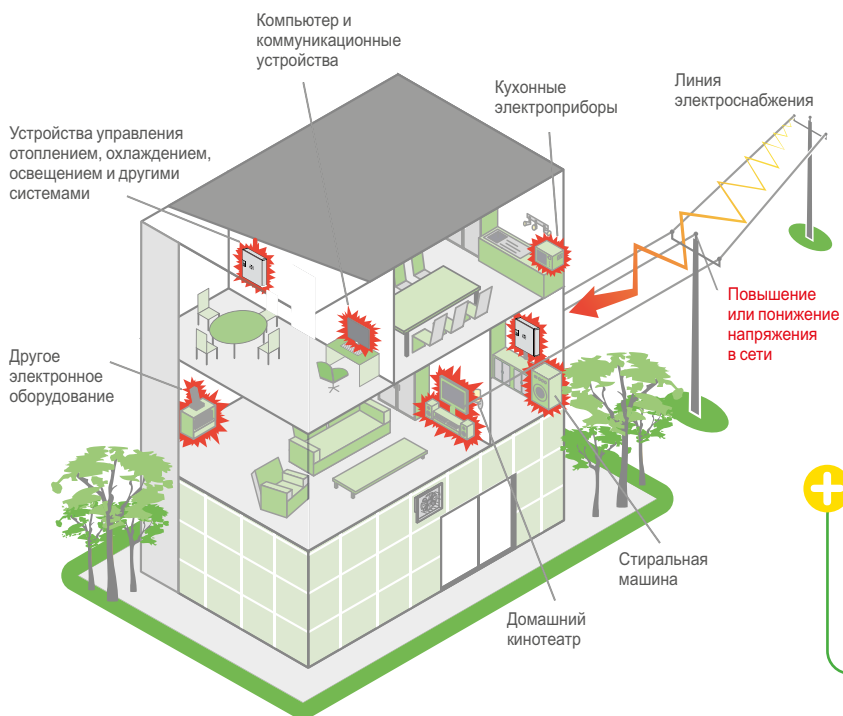 Компьютер и
коммуникационные
устройства
Кухонные
электроприборы
Линия
электроснабжения
Устройства управления
отоплением, охлаждением,
освещением и другими
системами
Повышение
или понижение
напряжения
в сети
Другое
электронное
оборудование
Стиральная
машина
Домашний
кинотеатр